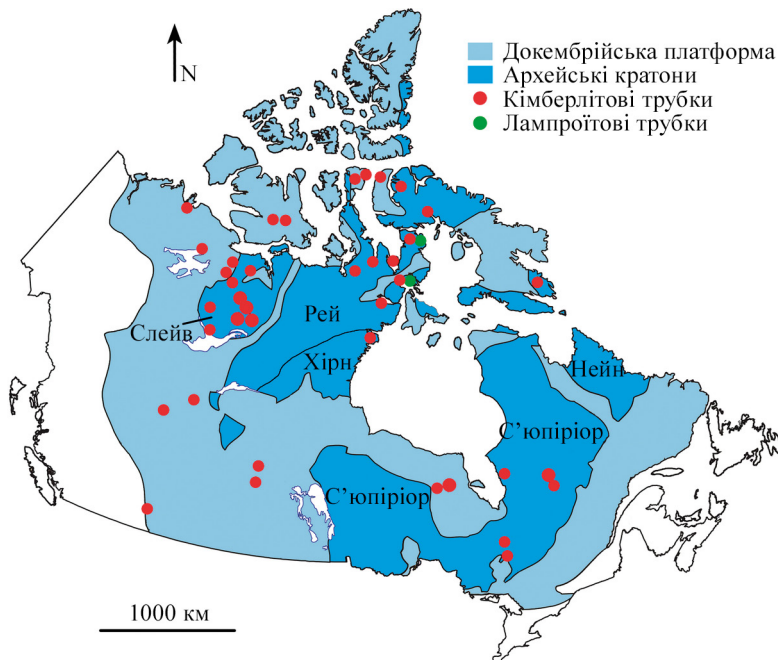 N
Докембрійська платформа
Архейські кратони
Кімберлітові трубки
Лампроїтові трубки
Слейв
Рей
Хірн
Нейн
С’юпіріор
С’юпіріор
1000 км